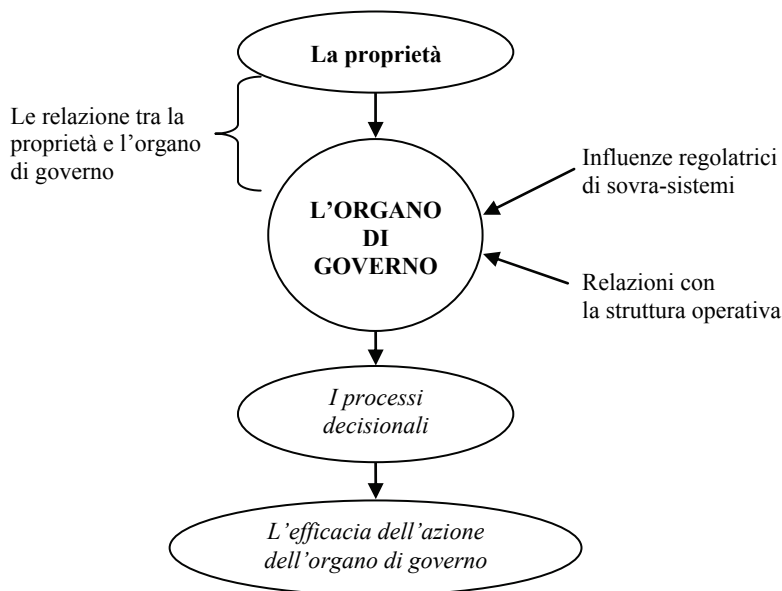 La proprietà
Le relazione tra la
proprietà e l’organo
di governo
L’ORGANO
DI
GOVERNO
Influenze regolatrici
di sovra-sistemi
Relazioni con
la struttura operativa
I processi
decisionali
L’efficacia dell’azione
dell’organo di governo